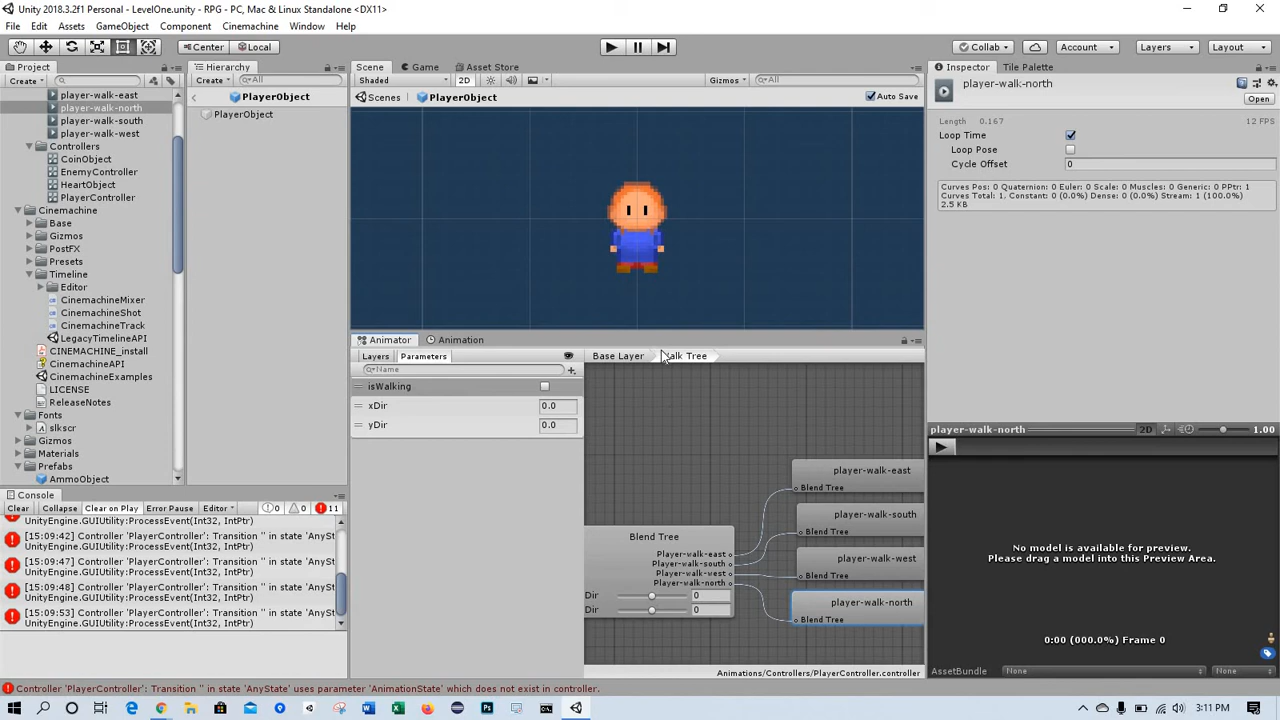 Unity 2018.3.2f1 Personal - LevelOne.unity - RPG - PC, Mac & Linux Standalone <DX11>
File Edit Assets GameObject Component Cinemachine Window Help
Center Local Collab Account Layers Layout
Project
Create
player-walk-east
player-walk-north
player-walk-south
player-walk-west
Controllers
CoinObject
EnemyController
HeartObject
PlayerController
Cinemachine
Base
Gizmos
PostFX
Presets
Timeline
Editor
CinemachineMixer
CinemachineShot
CinemachineTrack
LegacyTimelineAPI
CINEMACHINE_install
CinemachineAPI
CinemachineExamples
LICENSE
ReleaseNotes
Fonts
slkscr
Gizmos
Materials
Prefabs
AmmoObject
Hierarchy
Create All
PlayerObject
PlayerObject
Scene Game Asset Store
Shaded 2D Gizmos All
Scenes PlayerObject Auto Save
Animator Animation
Layers Parameters Base Layer alk Tree
Name
isWalking
xDir 0.0
yDir 0.0
Blend Tree
Player-walk-east
Player-walk-south
Player-walk-west
Player-walk-north
Dir 0
Dir 0
player-walk-east
Blend Tree
player-walk-south
Blend Tree
player-walk-west
Blend Tree
player-walk-north
Blend Tree
Animations/Controllers/PlayerController.controller
Inspector Tile Palette
player-walk-north
Open
Length 0.167 12 FPS
Loop Time
Loop Pose
Cycle Offset 0
Curves Pos: 0 Quaternion: 0 Euler: 0 Scale: 0 Muscles: 0 Generic: 0 PPtr: 1
Curves Total: 1, Constant: 0 (0.0%) Dense: 0 (0.0%) Stream: 1 (100.0%)
2.5 KB
player-walk-north 2D 1.00
No model is available for preview.
Please drag a model into this Preview Area.
0:00 (000.0%) Frame 0
AssetBundle None None
Console
Clear Collapse Clear on Play Error Pause Editor 0 0 11
UnityEngine.GUIUtility:ProcessEvent(Int32, IntPtr)
[15:09:42] Controller 'PlayerController': Transition '' in state 'AnySt
UnityEngine.GUIUtility:ProcessEvent(Int32, IntPtr)
[15:09:47] Controller 'PlayerController': Transition '' in state 'AnySt
UnityEngine.GUIUtility:ProcessEvent(Int32, IntPtr)
[15:09:48] Controller 'PlayerController': Transition '' in state 'AnySt
UnityEngine.GUIUtility:ProcessEvent(Int32, IntPtr)
[15:09:53] Controller 'PlayerController': Transition '' in state 'AnySt
UnityEngine.GUIUtility:ProcessEvent(Int32, IntPtr)
Controller 'PlayerController': Transition '' in state 'AnyState' uses parameter 'AnimationState' which does not exist in controller.
3:11 PM